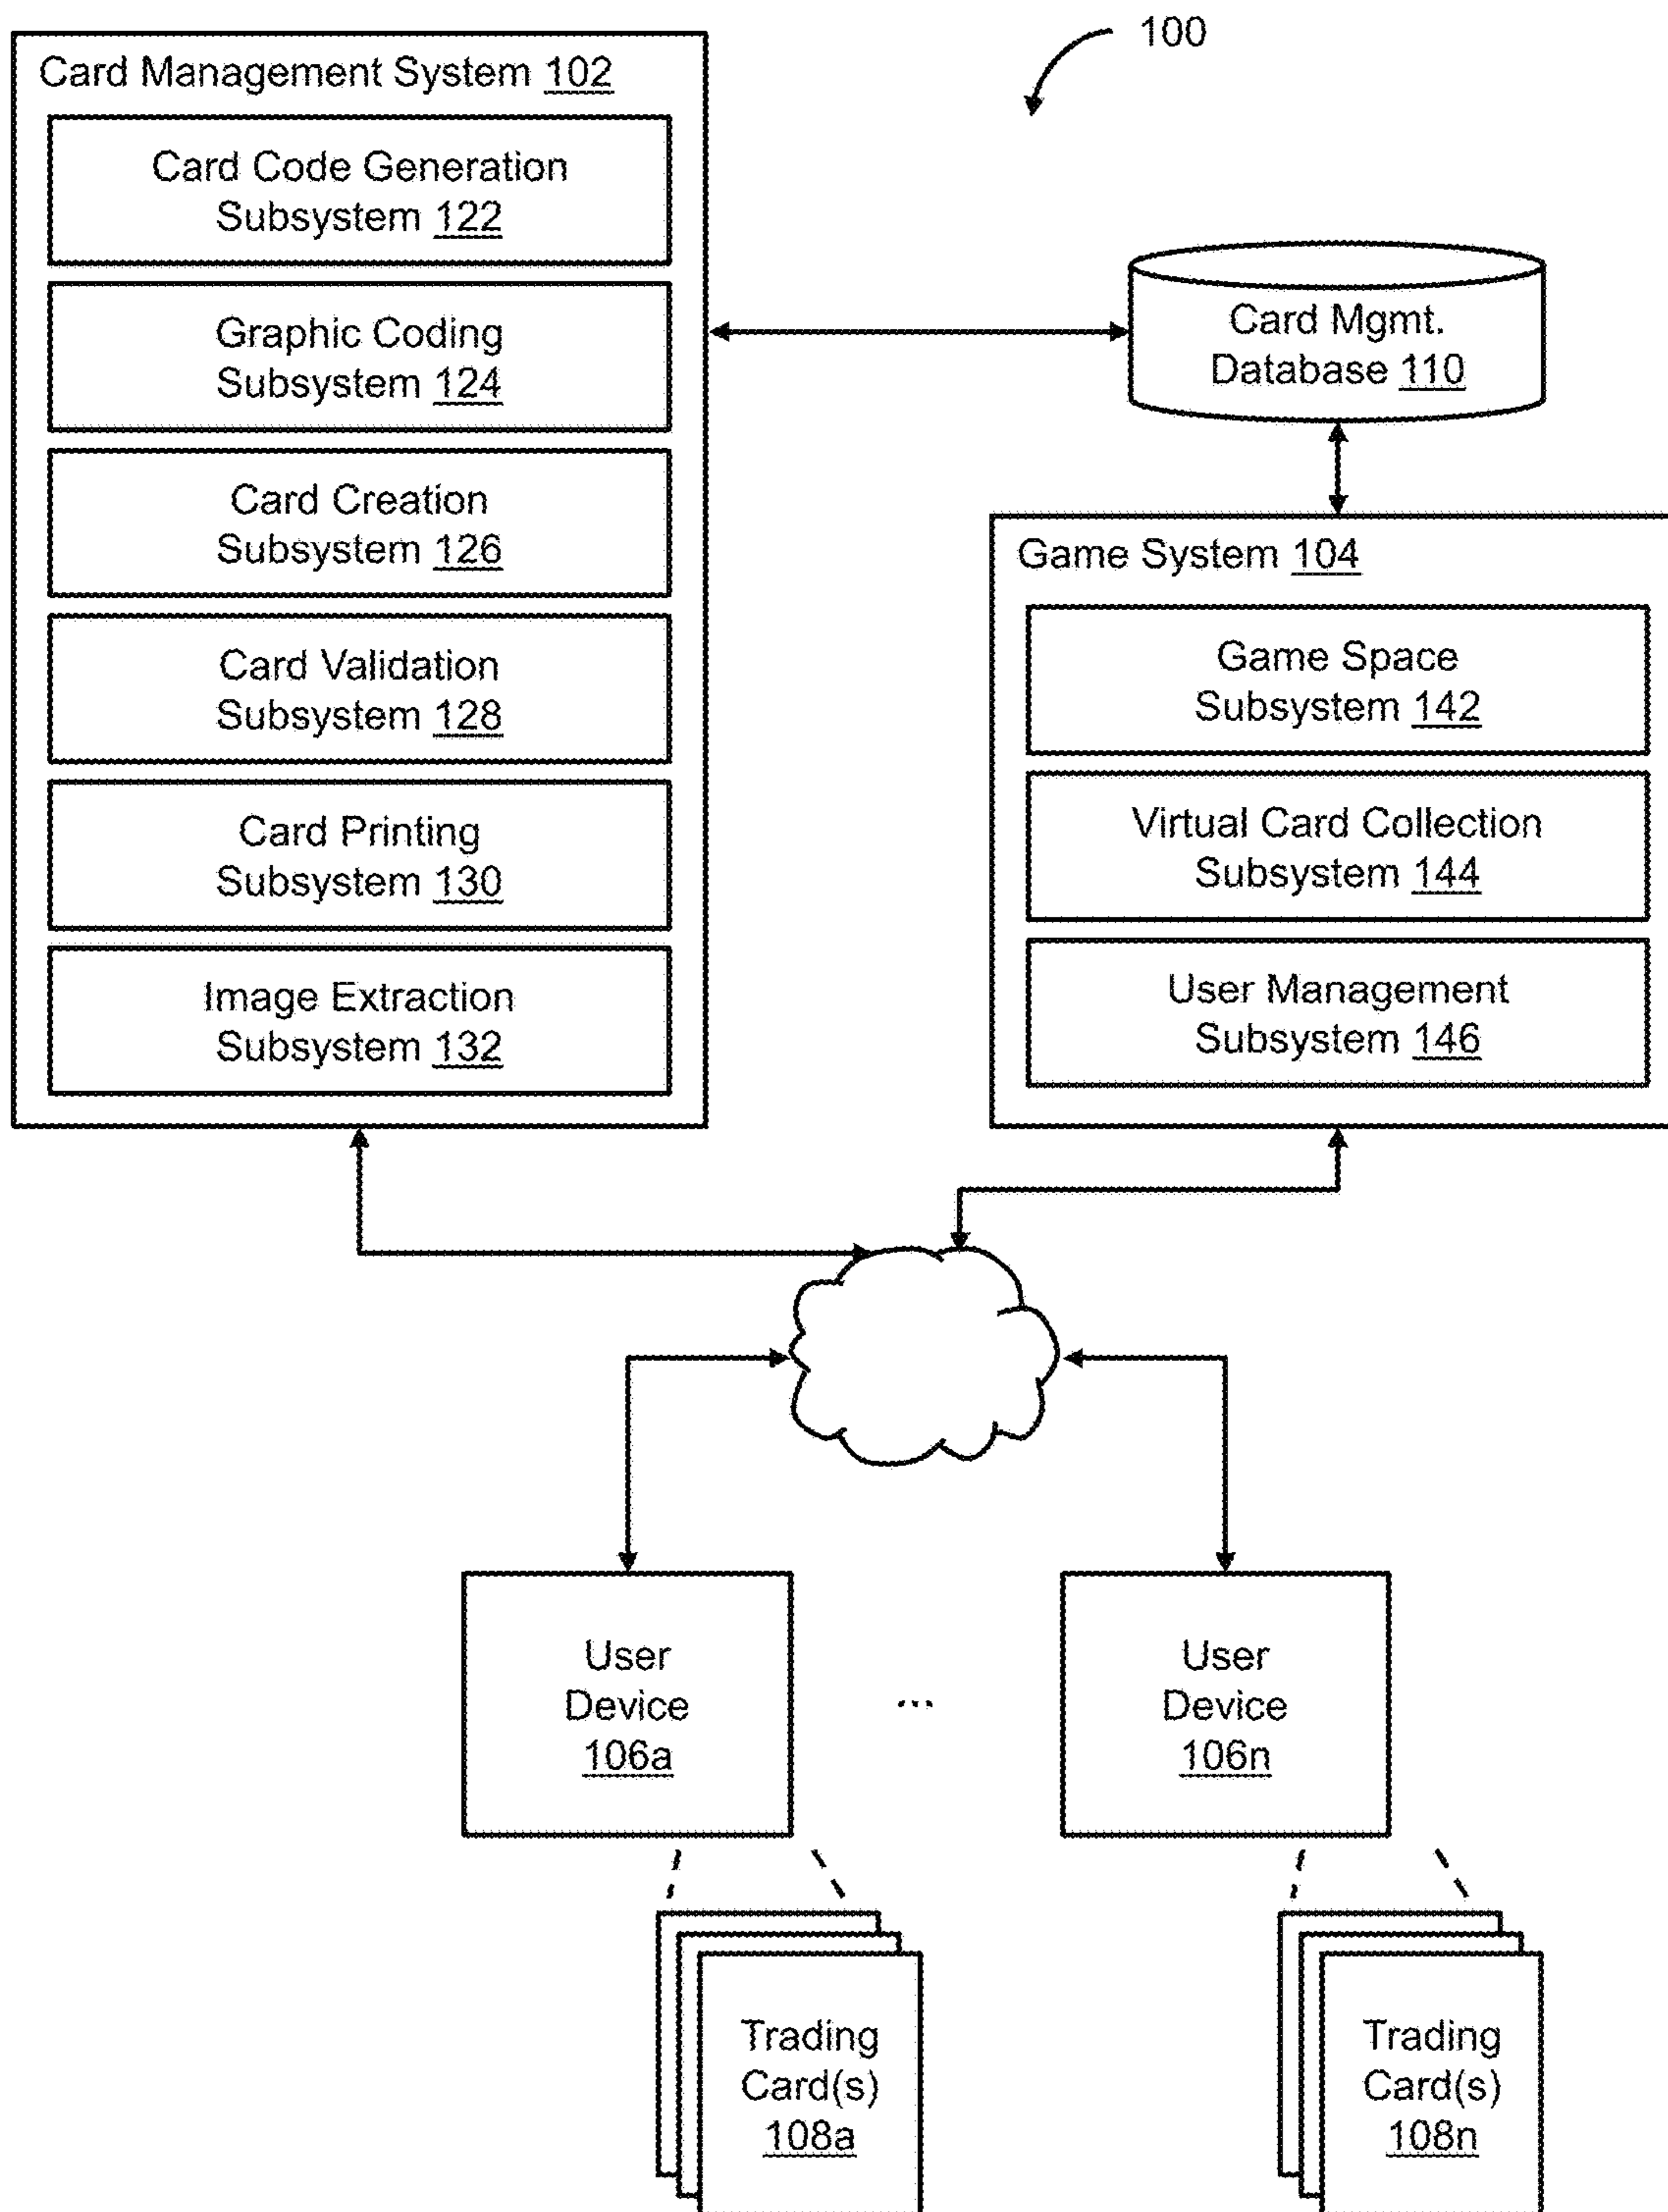 100
Card Management System 102
Card Code Generation
Subsystem 122
Graphic Coding
Subsystem 124
Card Creation
Subsystem 126
Card Validation
Subsystem 128
Card Printing
Subsystem 130
Image Extraction
Subsystem 132
Card Mgmt.
Database 110
Game System 104
Game Space
Subsystem 142
Virtual Card Collection
Subsystem 144
User Management
Subsystem 146
User
Device
106a
...
User
Device
106n
Trading
Card(s)
108a
Trading
Card(s)
108n